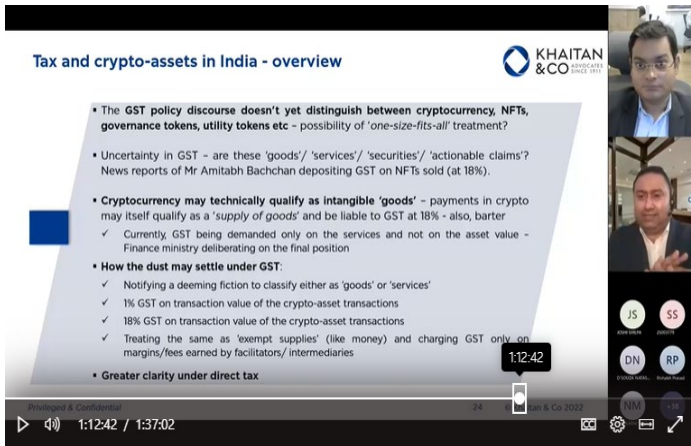 Tax and crypto-assets in India - overview
KHAITAN
& CO ADVOCATES
SINCE 1911
▪ The GST policy discourse doesn't yet distinguish between cryptocurrency, NFTs,
governance tokens, utility tokens etc – possibility of 'one-size-fits-all' treatment?
▪ Uncertainty in GST - are these 'goods'/ 'services'/ 'securities'/ 'actionable claims'?
News reports of Mr Amitabh Bachchan depositing GST on NFTs sold (at 18%).
▪ Cryptocurrency may technically qualify as intangible 'goods' – payments in crypto
may itself qualify as a 'supply of goods' and be liable to GST at 18% - also, barter
✓ Currently, GST being demanded only on the services and not on the asset value -
Finance ministry deliberating on the final position
▪ How the dust may settle under GST:
✓ Notifying a deeming fiction to classify either as 'goods' or 'services'
✓ 1% GST on transaction value of the crypto-asset transactions
✓ 18% GST on transaction value of the crypto-asset transactions
✓ Treating the same as 'exempt supplies' (like money) and charging GST only on
margins/fees earned by facilitators/ intermediaries
▪ Greater clarity under direct tax
JS
SS
DN
RP
NM
1:12:42
Privileged & Confidential
24
© Khaitan & Co 2022
1:12:42 / 1:37:02
CC